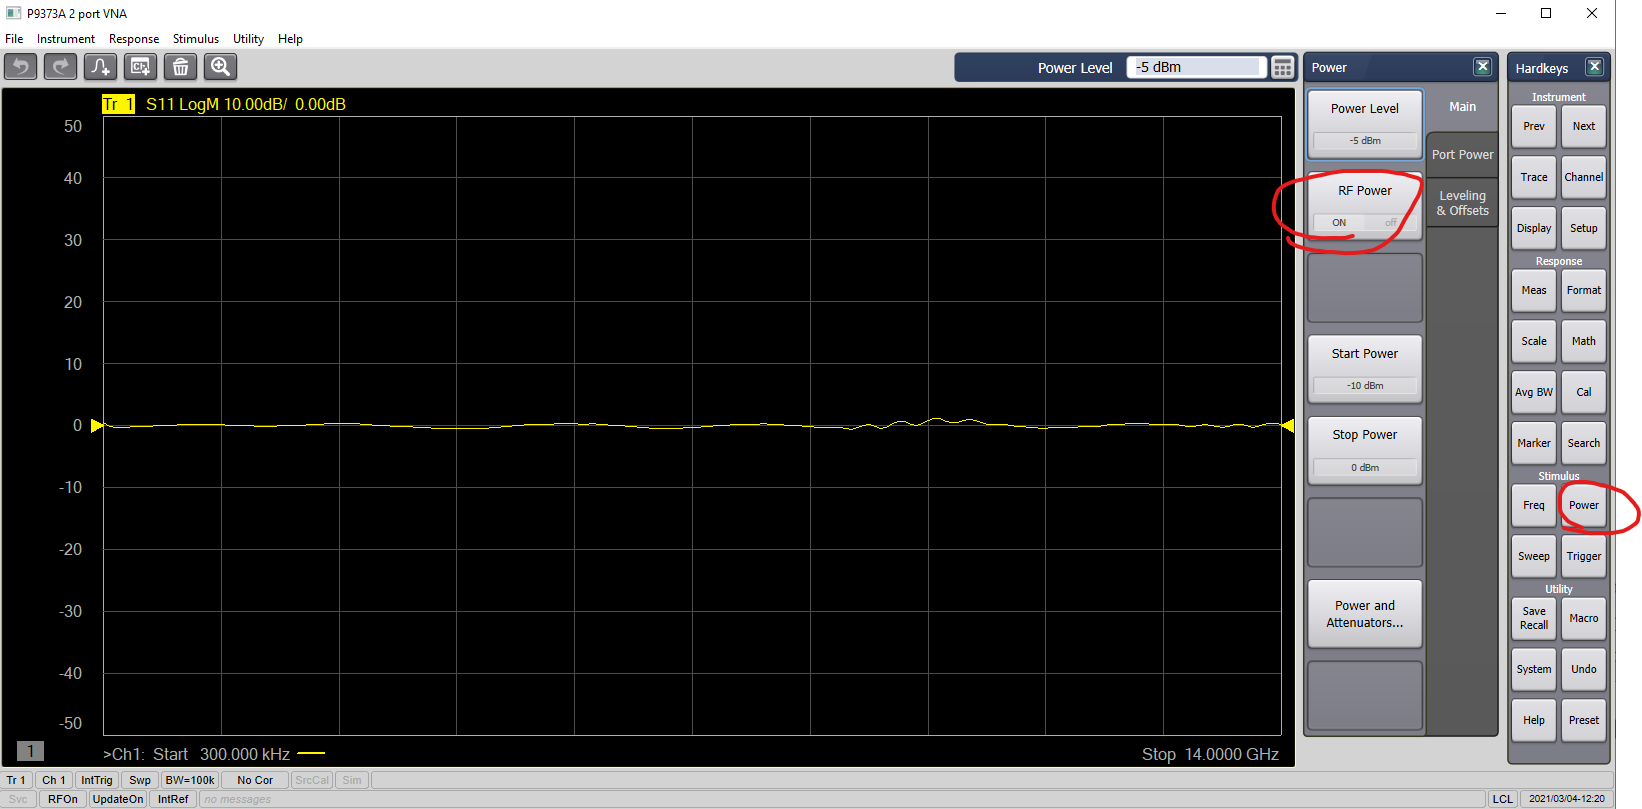 P9373A 2 port VNA
File Instrument Response Stimulus Utility Help
Power Level -5 dBm
Tr 1 S11 LogM 10.00dB/ 0.00dB
50
40
30
20
10
0
-10
-20
-30
-40
-50
1
>Ch1: Start 300.000 kHz
Stop 14.0000 GHz
Power
Power Level
-5 dBm
RF Power
ON off
Start Power
-10 dBm
Stop Power
0 dBm
Power and
Attenuators...
Main
Port Power
Leveling
& Offsets
Hardkeys
Instrument
Prev Next
Trace Channel
Display Setup
Response
Meas Format
Scale Math
Avg BW Cal
Marker Search
Stimulus
Freq Power
Sweep Trigger
Utility
Save
Recall
Macro
System Undo
Help Preset
Tr 1 Ch 1 IntTrig Swp BW=100k No Cor SrcCal Sim
Svc RFOn UpdateOn IntRef no messages LCL 2021/03/04-12:20